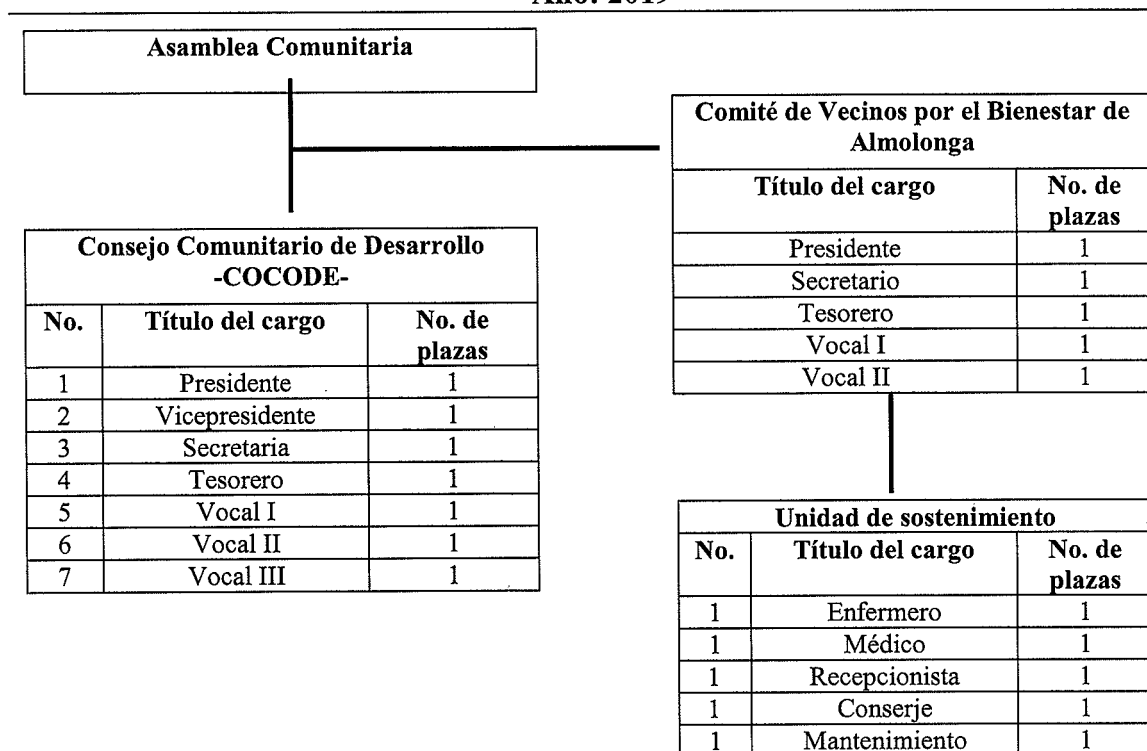 Año: 2019
Asamblea Comunitaria
Comité de Vecinos por el Bienestar de
Almolonga
Título del cargo No. de
plazas
Presidente 1
Secretario 1
Tesorero 1
Vocal I 1
Vocal II 1
Consejo Comunitario de Desarrollo
-COCODE-
No. Título del cargo No. de
plazas
1 Presidente 1
2 Vicepresidente 1
3 Secretaria 1
4 Tesorero 1
5 Vocal I 1
6 Vocal II 1
7 Vocal III 1
Unidad de sostenimiento
No. Título del cargo No. de
plazas
1 Enfermero 1
1 Médico 1
1 Recepcionista 1
1 Conserje 1
1 Mantenimiento 1